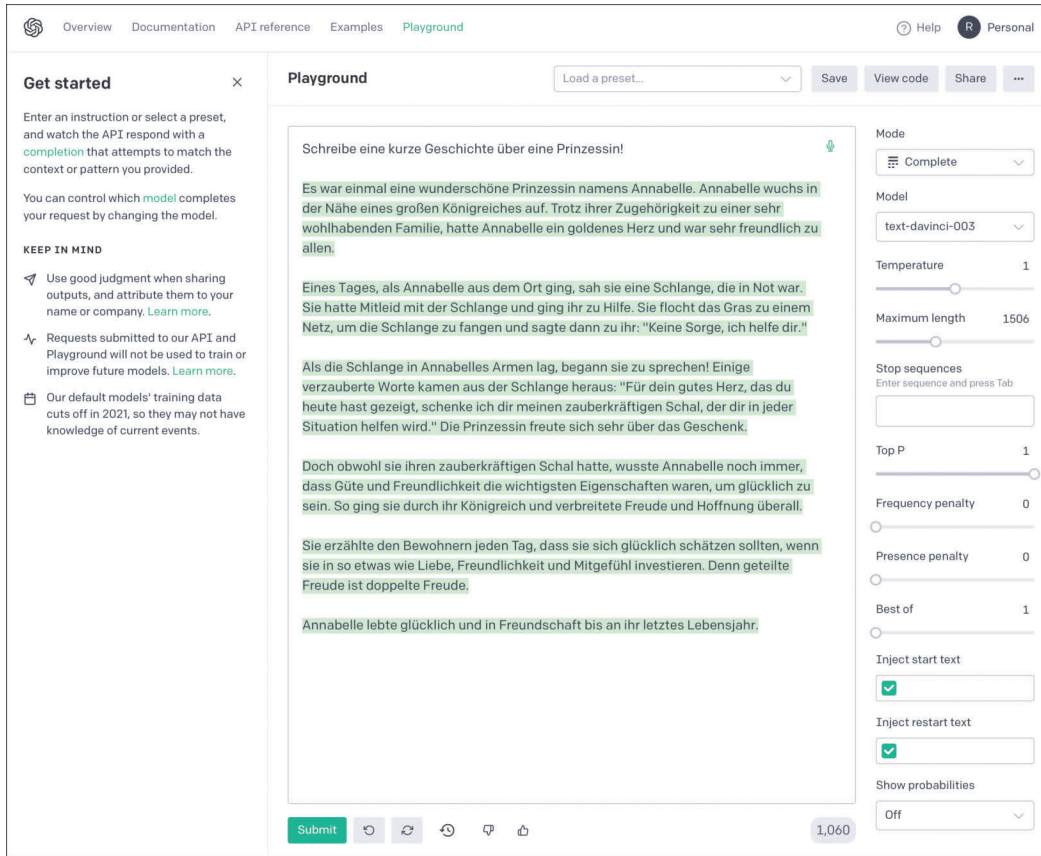 Overview Documentation API reference Examples Playground
Help R Personal
Get started
Enter an instruction or select a preset,
and watch the API respond with a
completion that attempts to match the
context or pattern you provided.
You can control which model completes
your request by changing the model.
KEEP IN MIND
Use good judgment when sharing
outputs, and attribute them to your
name or company. Learn more.
Requests submitted to our API and
Playground will not be used to train or
improve future models. Learn more.
Our default models' training data
cuts off in 2021, so they may not have
knowledge of current events.
Playground
Load a preset...
Save
View code
Share
...
Schreibe eine kurze Geschichte über eine Prinzessin!
Es war einmal eine wunderschöne Prinzessin namens Annabelle. Annabelle wuchs in
der Nähe eines großen Königreiches auf. Trotz ihrer Zugehörigkeit zu einer sehr
wohlhabenden Familie, hatte Annabelle ein goldenes Herz und war sehr freundlich zu
allen.
Eines Tages, als Annabelle aus dem Ort ging, sah sie eine Schlange, die in Not war.
Sie hatte Mitleid mit der Schlange und ging ihr zu Hilfe. Sie flocht das Gras zu einem
Netz, um die Schlange zu fangen und sagte dann zu ihr: "Keine Sorge, ich helfe dir."
Als die Schlange in Annabelles Armen lag, begann sie zu sprechen! Einige
verzauberte Worte kamen aus der Schlange heraus: "Für dein gutes Herz, das du
heute hast gezeigt, schenke ich dir meinen zauberkräftigen Schal, der dir in jeder
Situation helfen wird." Die Prinzessin freute sich sehr über das Geschenk.
Doch obwohl sie ihren zauberkräftigen Schal hatte, wusste Annabelle noch immer,
dass Güte und Freundlichkeit die wichtigsten Eigenschaften waren, um glücklich zu
sein. So ging sie durch ihr Königreich und verbreitete Freude und Hoffnung überall.
Sie erzählte den Bewohnern jeden Tag, dass sie sich glücklich schätzen sollten, wenn
sie in so etwas wie Liebe, Freundlichkeit und Mitgefühl investieren. Denn geteilte
Freude ist doppelte Freude.
Annabelle lebte glücklich und in Freundschaft bis an ihr letztes Lebensjahr.
Submit
1,060
Mode
Complete
Model
text-davinci-003
Temperature 1
Maximum length 1506
Stop sequences
Enter sequence and press Tab
Top P 1
Frequency penalty 0
Presence penalty 0
Best of 1
Inject start text
Inject restart text
Show probabilities
Off